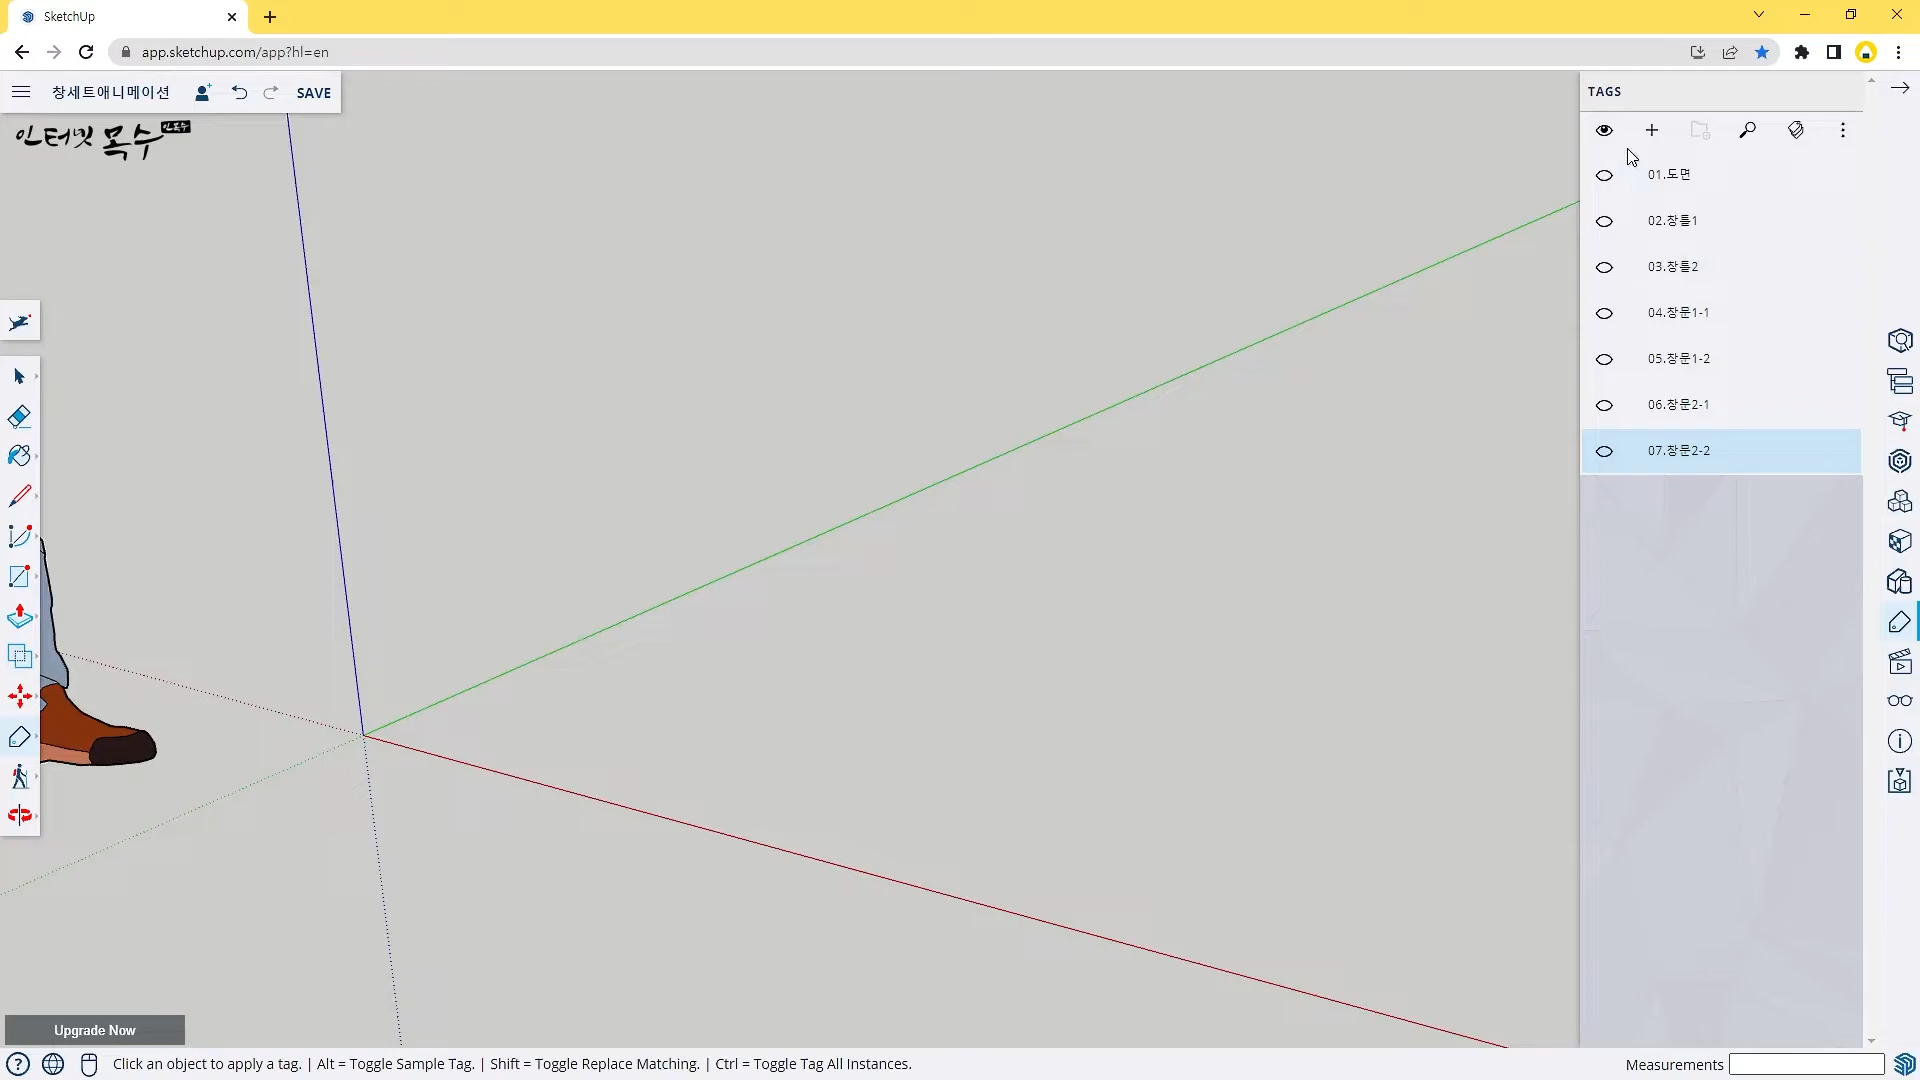 SketchUp
app.sketchup.com/app?hl=en
창세트애니메이션
SAVE
인터넷 목수
TAGS
01.도면
02.창틀1
03.창틀2
04.창문1-1
05.창문1-2
06.창문2-1
07.창문2-2
Upgrade Now
Click an object to apply a tag. | Alt = Toggle Sample Tag. | Shift = Toggle Replace Matching. | Ctrl = Toggle Tag All Instances.
Measurements